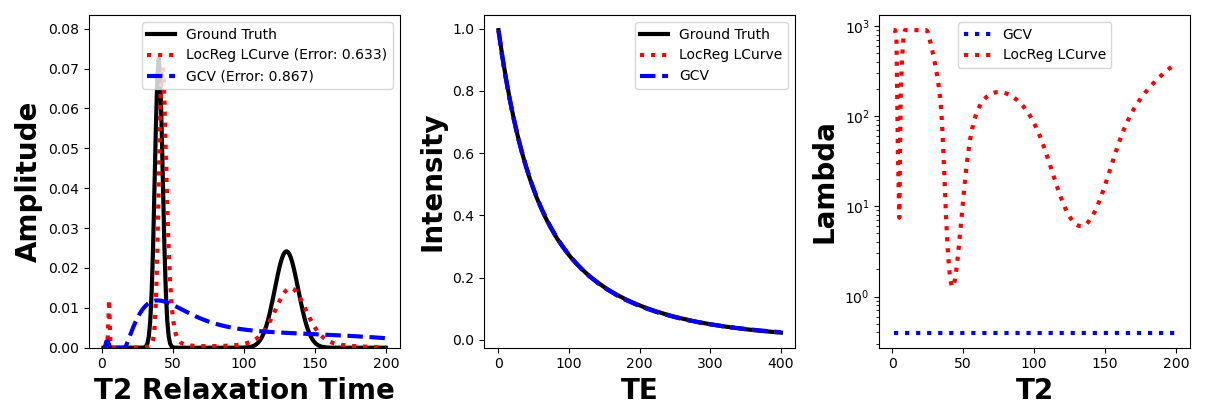 0.08
0.07
0.06
0.05
0.04
0.03
0.02
0.01
0.00
0
50
100
150
200
Amplitude
T2 Relaxation Time
Ground Truth
LocReg LCurve (Error: 0.633)
GCV (Error: 0.867)
1.0
0.8
0.6
0.4
0.2
0.0
0
100
200
300
400
Intensity
TE
Ground Truth
LocReg LCurve
GCV
10³
10²
10¹
10⁰
0
50
100
150
200
Lambda
T2
GCV
LocReg LCurve